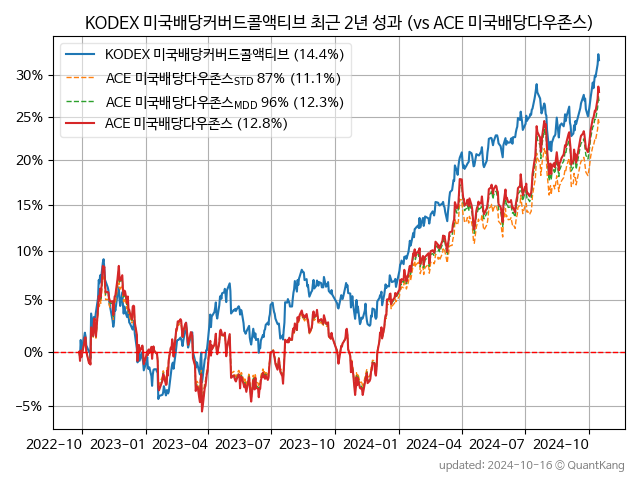 KODEX 미국배당커버드콜액티브 최근 2년 성과 (vs ACE 미국배당다우존스)
KODEX 미국배당커버드콜액티브 (14.4%)
ACE 미국배당다우존스STD 87% (11.1%)
ACE 미국배당다우존스MDD 96% (12.3%)
ACE 미국배당다우존스 (12.8%)
30%
25%
20%
15%
10%
5%
0%
−5%
2022-10 2023-01 2023-04 2023-07 2023-10 2024-01 2024-04 2024-07 2024-10
updated: 2024-10-16 © QuantKang